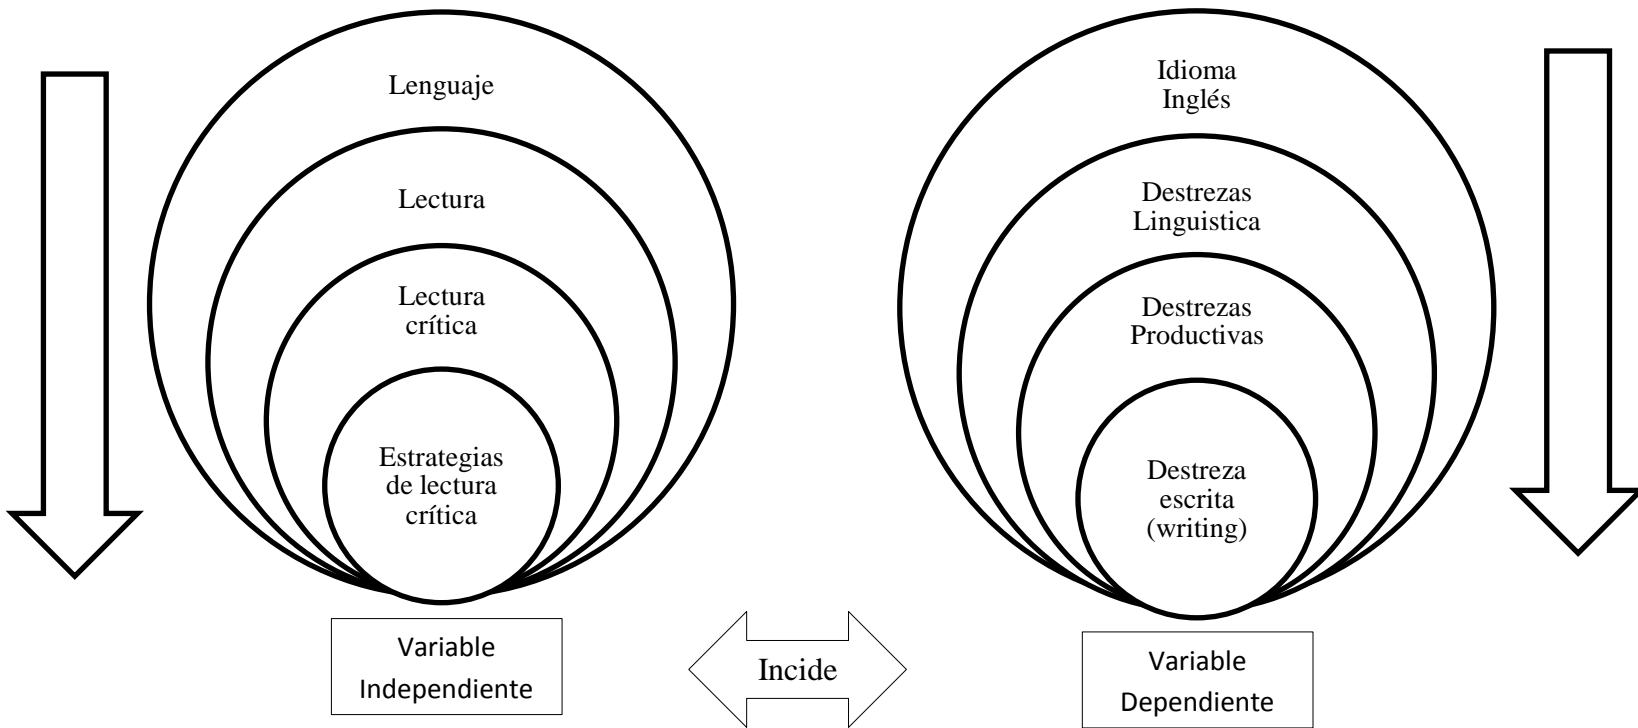 Lenguaje
Lectura
Lectura
crítica
Estrategias
de lectura
crítica
Variable
Independiente
Incide
Idioma
Inglés
Destrezas
Linguistica
Destrezas
Productivas
Destreza
escrita
(writing)
Variable
Dependiente